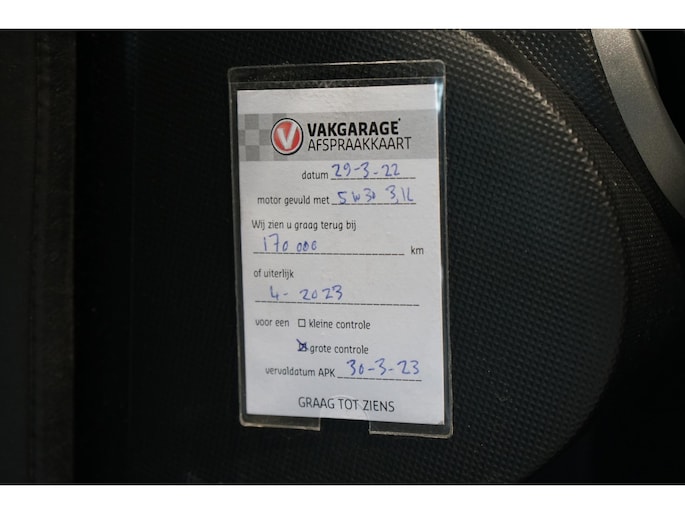 V VAKGARAGE
AFSPRAAKKAART
datum 29-3-22
motor gevuld met 5W30 3,1L
Wij zien u graag terug bij
170 000 km
of uiterlijk
4-2023
voor een ☐ kleine controle
☒ grote controle
vervaldatum APK 30-3-23
GRAAG TOT ZIENS